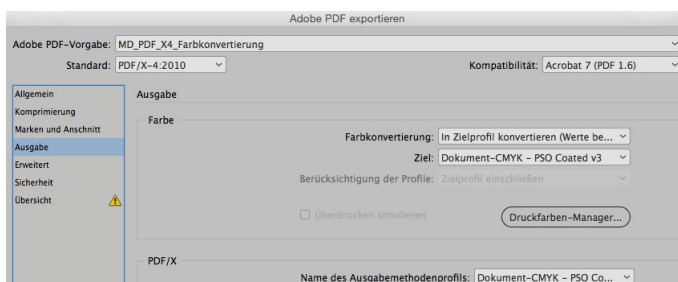 Adobe PDF exportieren
Adobe PDF-Vorgabe: MD_PDF_X4_Farbkonvertierung
Standard: PDF/X-4:2010 Kompatibilität: Acrobat 7 (PDF 1.6)
Allgemein
Komprimierung
Marken und Anschnitt
Ausgabe
Erweitert
Sicherheit
Übersicht
Ausgabe
Farbe
Farbkonvertierung: In Zielprofil konvertieren (Werte be...
Ziel: Dokument-CMYK – PSO Coated v3
Berücksichtigung der Profile: Zielprofil einschließen
Überdrucken simulieren Druckfarben-Manager...
PDF/X
Name des Ausgabemethodenprofils: Dokument-CMYK – PSO Co...